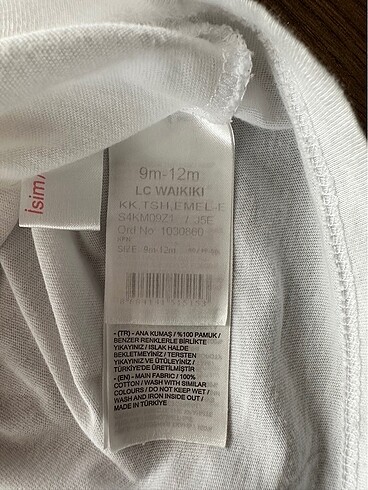 isim/
9m-12m
LC WAIKIKI
KK.TSH,EMEL-E
S4KM09Z1 / J5E
Ord No: 1030860
SIZE -9m-12m
- (TR) - ANA KUMAŞ / %100 PAMUK /
BENZER RENKLERLE BİRLİKTE
YIKAYINIZ / ISLAK HALDE
BEKLETMEYİNİZ / TERSTEN
YIKAYINIZ VE ÜTÜLEYİNİZ /
TÜRKİYE'DE ÜRETİLMİŞTİR
- (EN) - MAIN FABRIC / 100%
COTTON / WASH WITH SIMILAR
COLOURS / DO NOT KEEP WET /
WASH AND IRON INSIDE OUT /
MADE IN TÜRKİYE